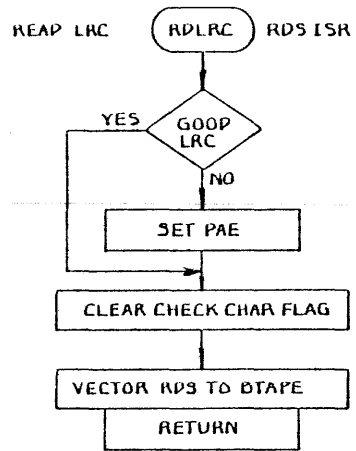 READ LRC
RDLRC
RDS ISR
YES
GOOD
LRC
NO
SET PAE
CLEAR CHECK CHAR FLAG
VECTOR RDS TO DTAPE
RETURN